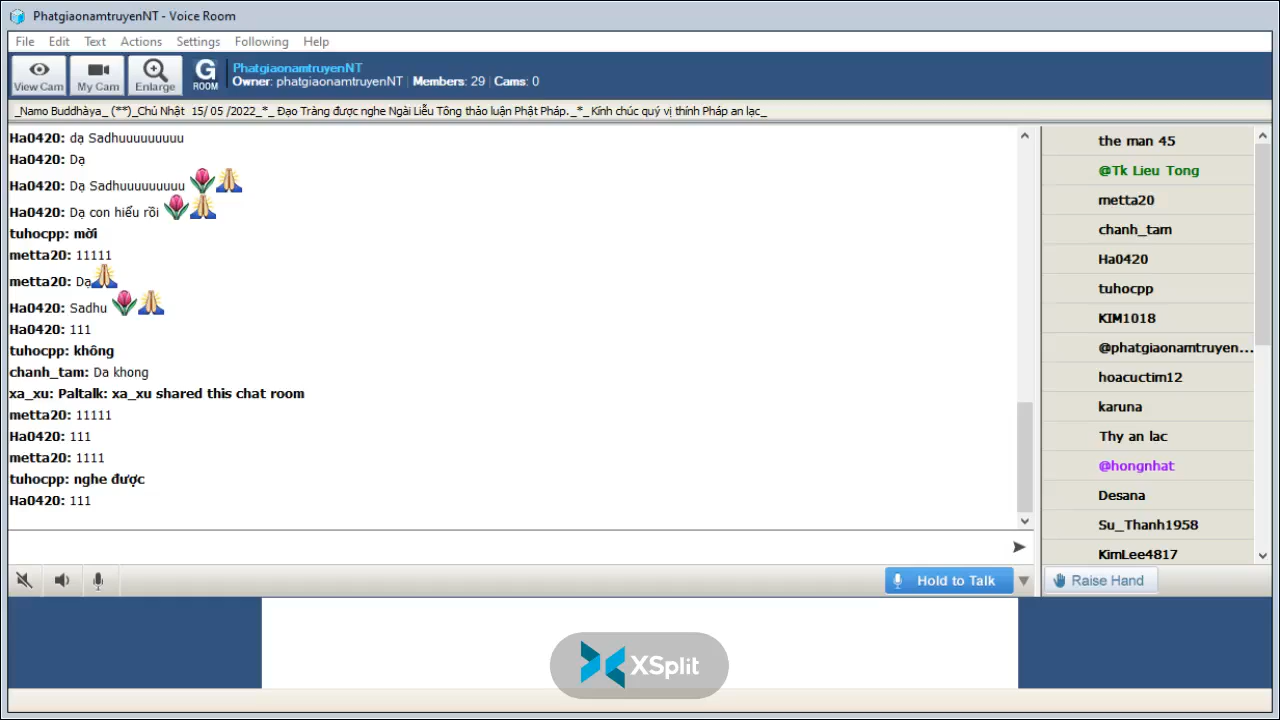 PhatgiaonamtruyenNT - Voice Room
File Edit Text Actions Settings Following Help
View Cam My Cam Enlarge G ROOM
PhatgiaonamtruyenNT
Owner: phatgiaonamtruyenNT Members: 29 Cams: 0
_Namo Buddhàya_ (**)_Chủ Nhật 15/ 05 /2022_*_ Đạo Tràng được nghe Ngài Liễu Tông thảo luận Phật Pháp._*_Kính chúc quý vị thính Pháp an lạc_
Ha0420: dạ Sadhuuuuuuuuu
Ha0420: Dạ
Ha0420: Dạ Sadhuuuuuuuuu
Ha0420: Dạ con hiểu rồi
tuhocpp: mời
metta20: 11111
metta20: Dạ
Ha0420: Sadhu
Ha0420: 111
tuhocpp: không
chanh_tam: Da khong
xa_xu: Paltalk: xa_xu shared this chat room
metta20: 11111
Ha0420: 111
metta20: 1111
tuhocpp: nghe được
Ha0420: 111
the man 45
@Tk Lieu Tong
metta20
chanh_tam
Ha0420
tuhocpp
KIM1018
@phatgiaonamtruyen...
hoacuctim12
karuna
Thy an lac
@hongnhat
Desana
Su_Thanh1958
KimLee4817
Hold to Talk
Raise Hand
XSplit